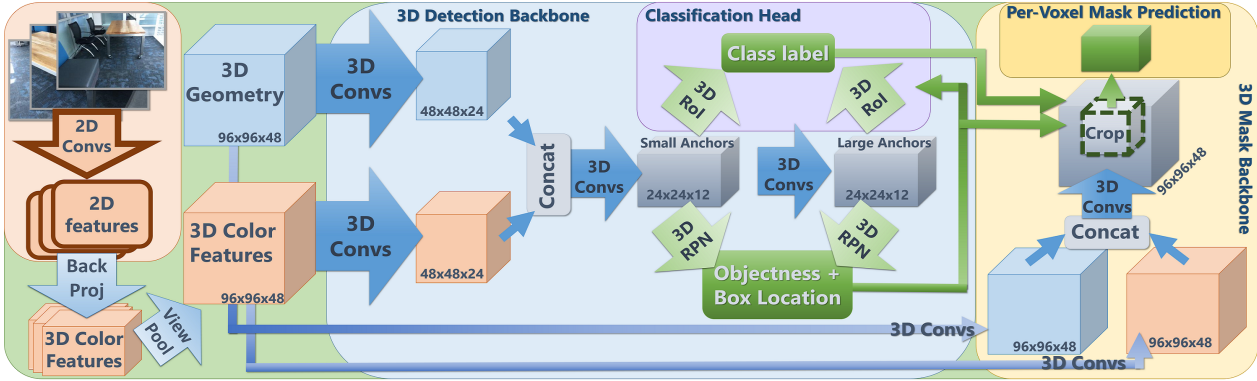 2D
Convs
2D
features
Back
Proj
3D Color
Features
View
Pool
3D
Geometry
96x96x48
3D Color
Features
96x96x48
3D Detection Backbone
3D
Convs
48x48x24
3D
Convs
48x48x24
Concat
3D
Convs
Classification Head
Class label
3D
RoI
3D
RoI
Small Anchors
24x24x12
3D
Convs
Large Anchors
24x24x12
3D
RPN
3D
RPN
Objectness +
Box Location
3D Convs
3D Convs
Per-Voxel Mask Prediction
Crop
96x96x48
3D
Convs
Concat
96x96x48
96x96x48
3D Mask Backbone